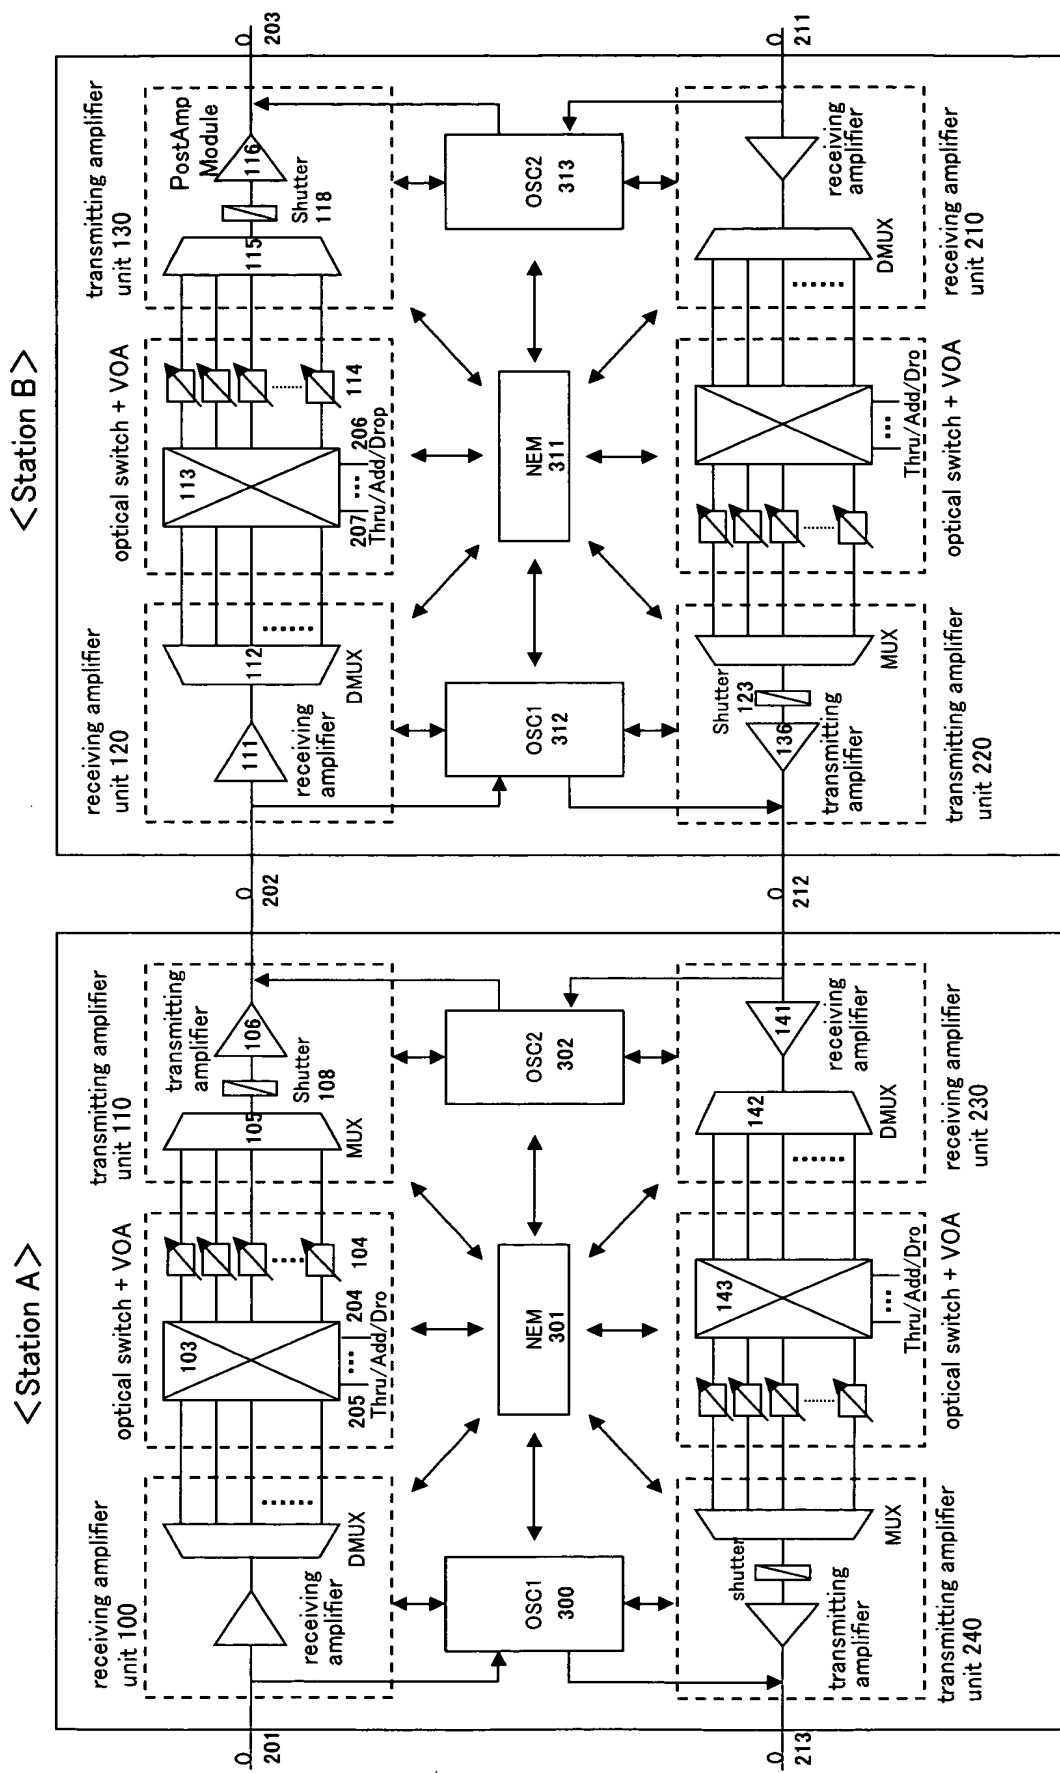 <Station A>
<Station B>
receiving amplifier
unit 100
optical switch + VOA
transmitting amplifier
unit 110
receiving amplifier
unit 120
optical switch + VOA
transmitting amplifier
unit 130
201
receiving
amplifier
DMUX
103
205
204
Thru/Add/Dro
104
105
MUX
Shutter
108
106
transmitting
amplifier
202
111
receiving
amplifier
112
DMUX
113
207
206
Thru/Add/Drop
114
115
Shutter
118
116
PostAmp
Module
203
OSC1
300
NEM
301
OSC2
302
OSC1
312
NEM
311
OSC2
313
213
transmitting
amplifier
shutter
MUX
143
Thru/Add/Dro
142
DMUX
141
receiving
amplifier
212
136
transmitting
amplifier
Shutter
123
MUX
Thru/Add/Dro
DMUX
receiving
amplifier
211
transmitting amplifier
unit 240
optical switch + VOA
receiving amplifier
unit 230
transmitting amplifier
unit 220
optical switch + VOA
receiving amplifier
unit 210